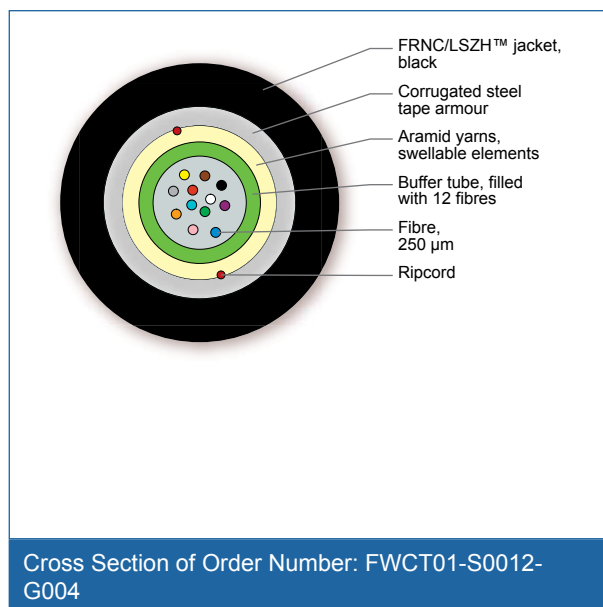 FRNC/LSZH™ jacket,
black
Corrugated steel
tape armour
Aramid yarns,
swellable elements
Buffer tube, filled
with 12 fibres
Fibre,
250 µm
Ripcord
Cross Section of Order Number: FWCT01-S0012-
G004